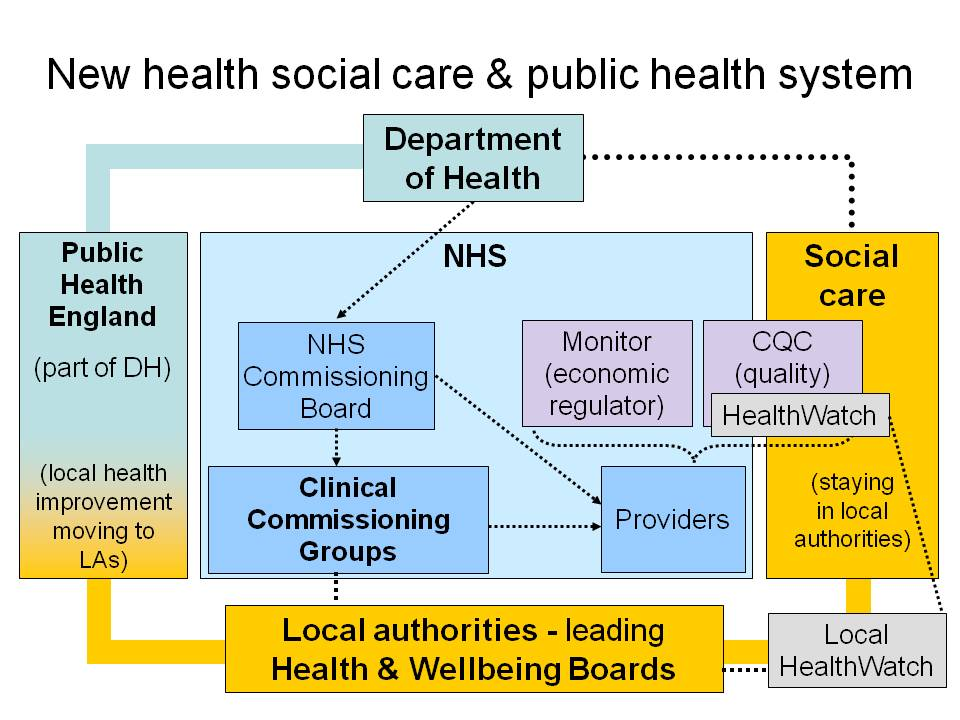 New health social care & public health system
Department
of Health
Public
Health
England
(part of DH)
(local health
improvement
moving to
LAs)
NHS
NHS
Commissioning
Board
Monitor
(economic
regulator)
CQC
(quality)
HealthWatch
Clinical
Commissioning
Groups
Providers
Social
care
(staying
in local
authorities)
Local authorities - leading
Health & Wellbeing Boards
Local
HealthWatch